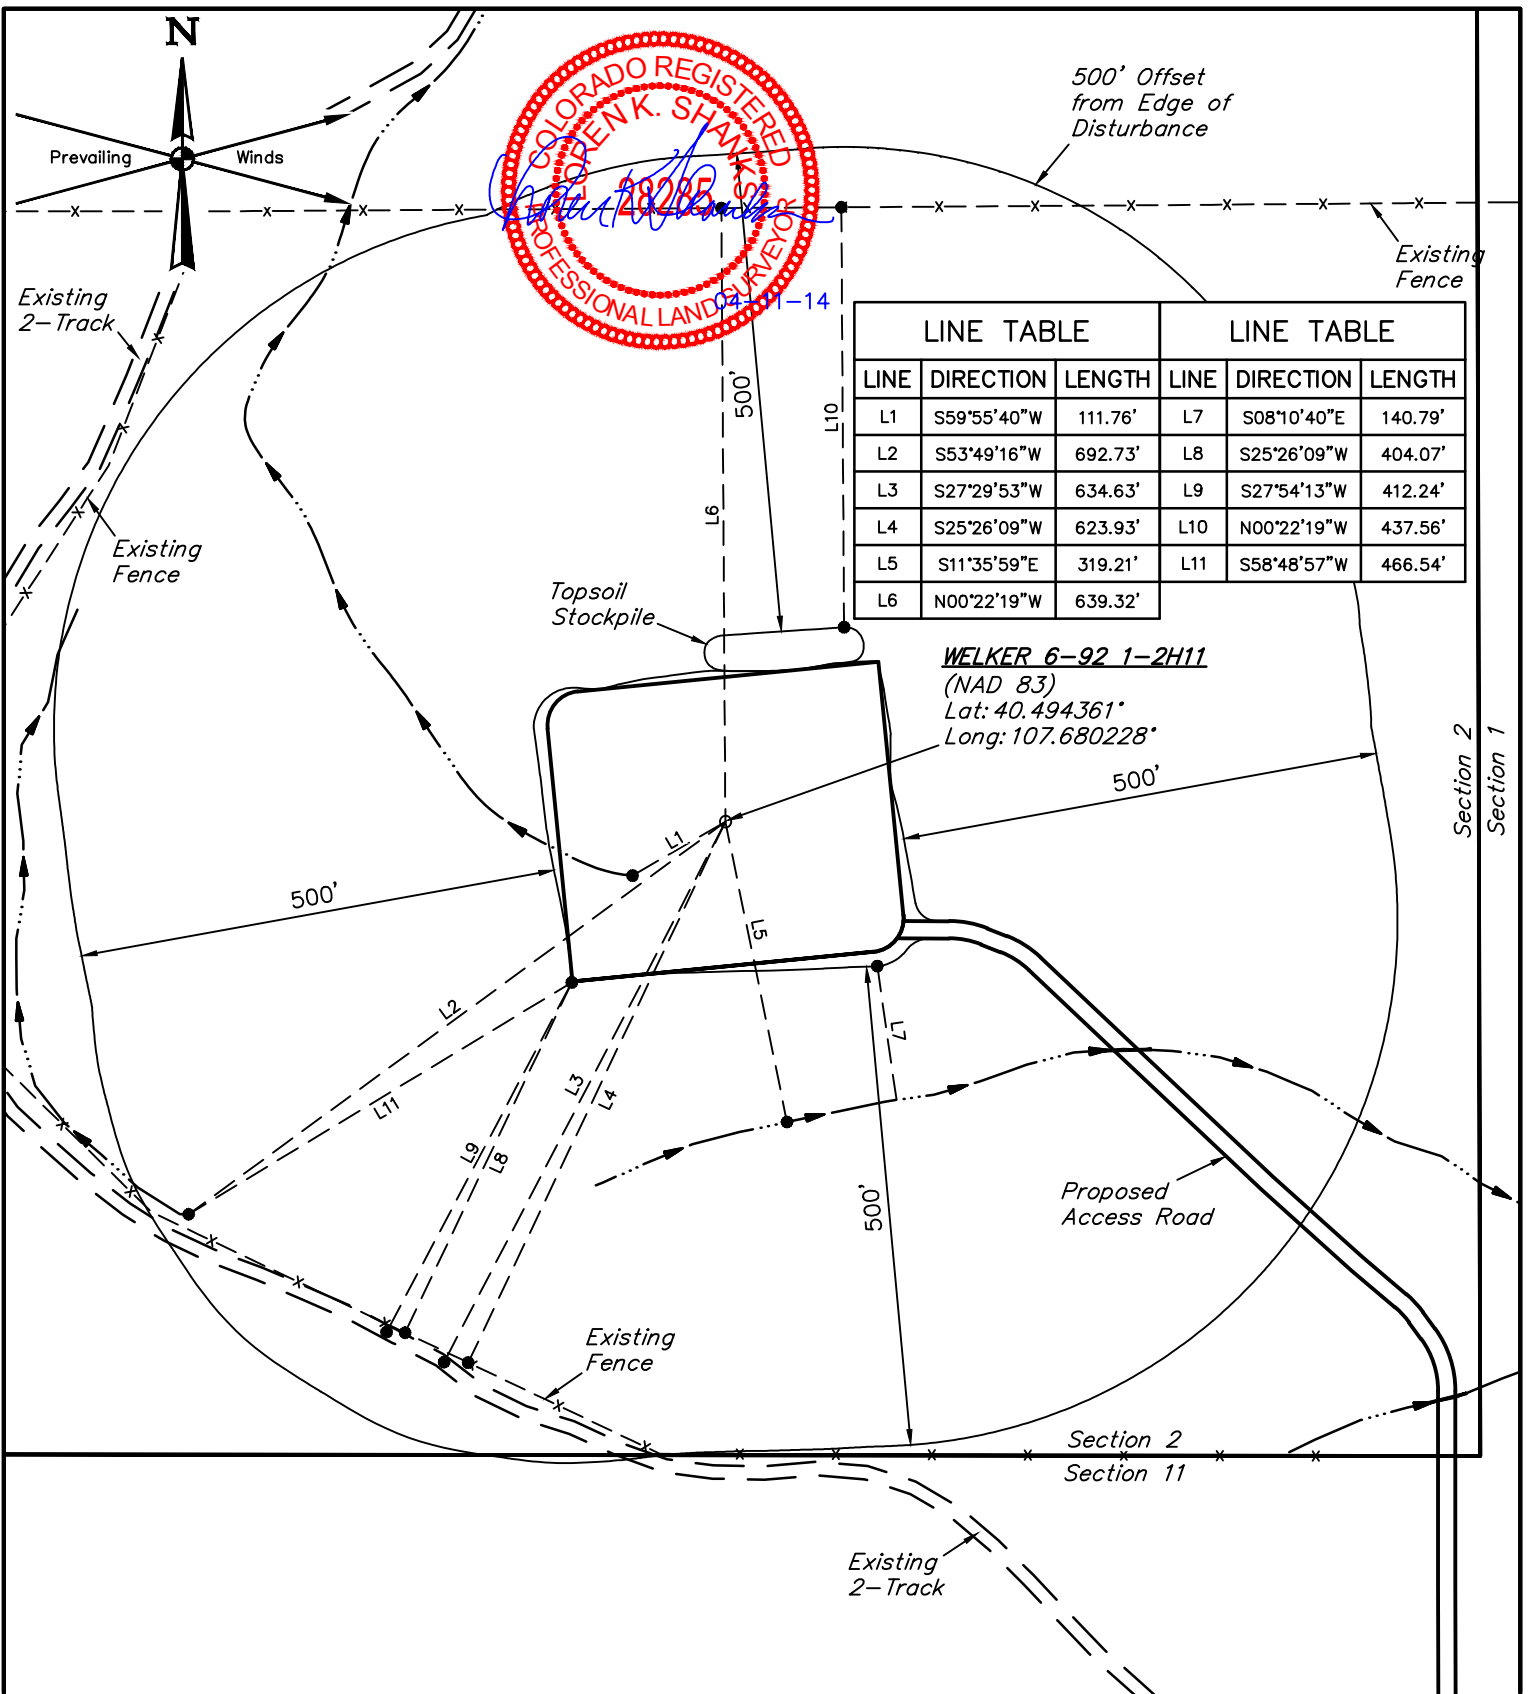 N
Prevailing Winds
COLORADO REGISTERED
LOREN K. SHANKS
28285
PROFESSIONAL LAND SURVEYOR
04-11-14
500' Offset
from Edge of
Disturbance
Existing
Fence
Existing
2-Track
LINE TABLE LINE TABLE
LINE DIRECTION LENGTH LINE DIRECTION LENGTH
L1 S59°55'40"W 111.76' L7 S08°10'40"E 140.79'
L2 S53°49'16"W 692.73' L8 S25°26'09"W 404.07'
L3 S27°29'53"W 634.63' L9 S27°54'13"W 412.24'
L4 S25°26'09"W 623.93' L10 N00°22'19"W 437.56'
L5 S11°35'59"E 319.21' L11 S58°48'57"W 466.54'
L6 N00°22'19"W 639.32'
500'
L10
L6
Existing
Fence
Topsoil
Stockpile
WELKER 6-92 1-2H11
(NAD 83)
Lat: 40.494361°
Long: 107.680228°
Section 2
Section 1
500'
L1
500'
L5
L2
L7
L11
L3
L4
L9
L8
500'
Proposed
Access Road
Existing
Fence
Section 2
Section 11
Existing
2-Track